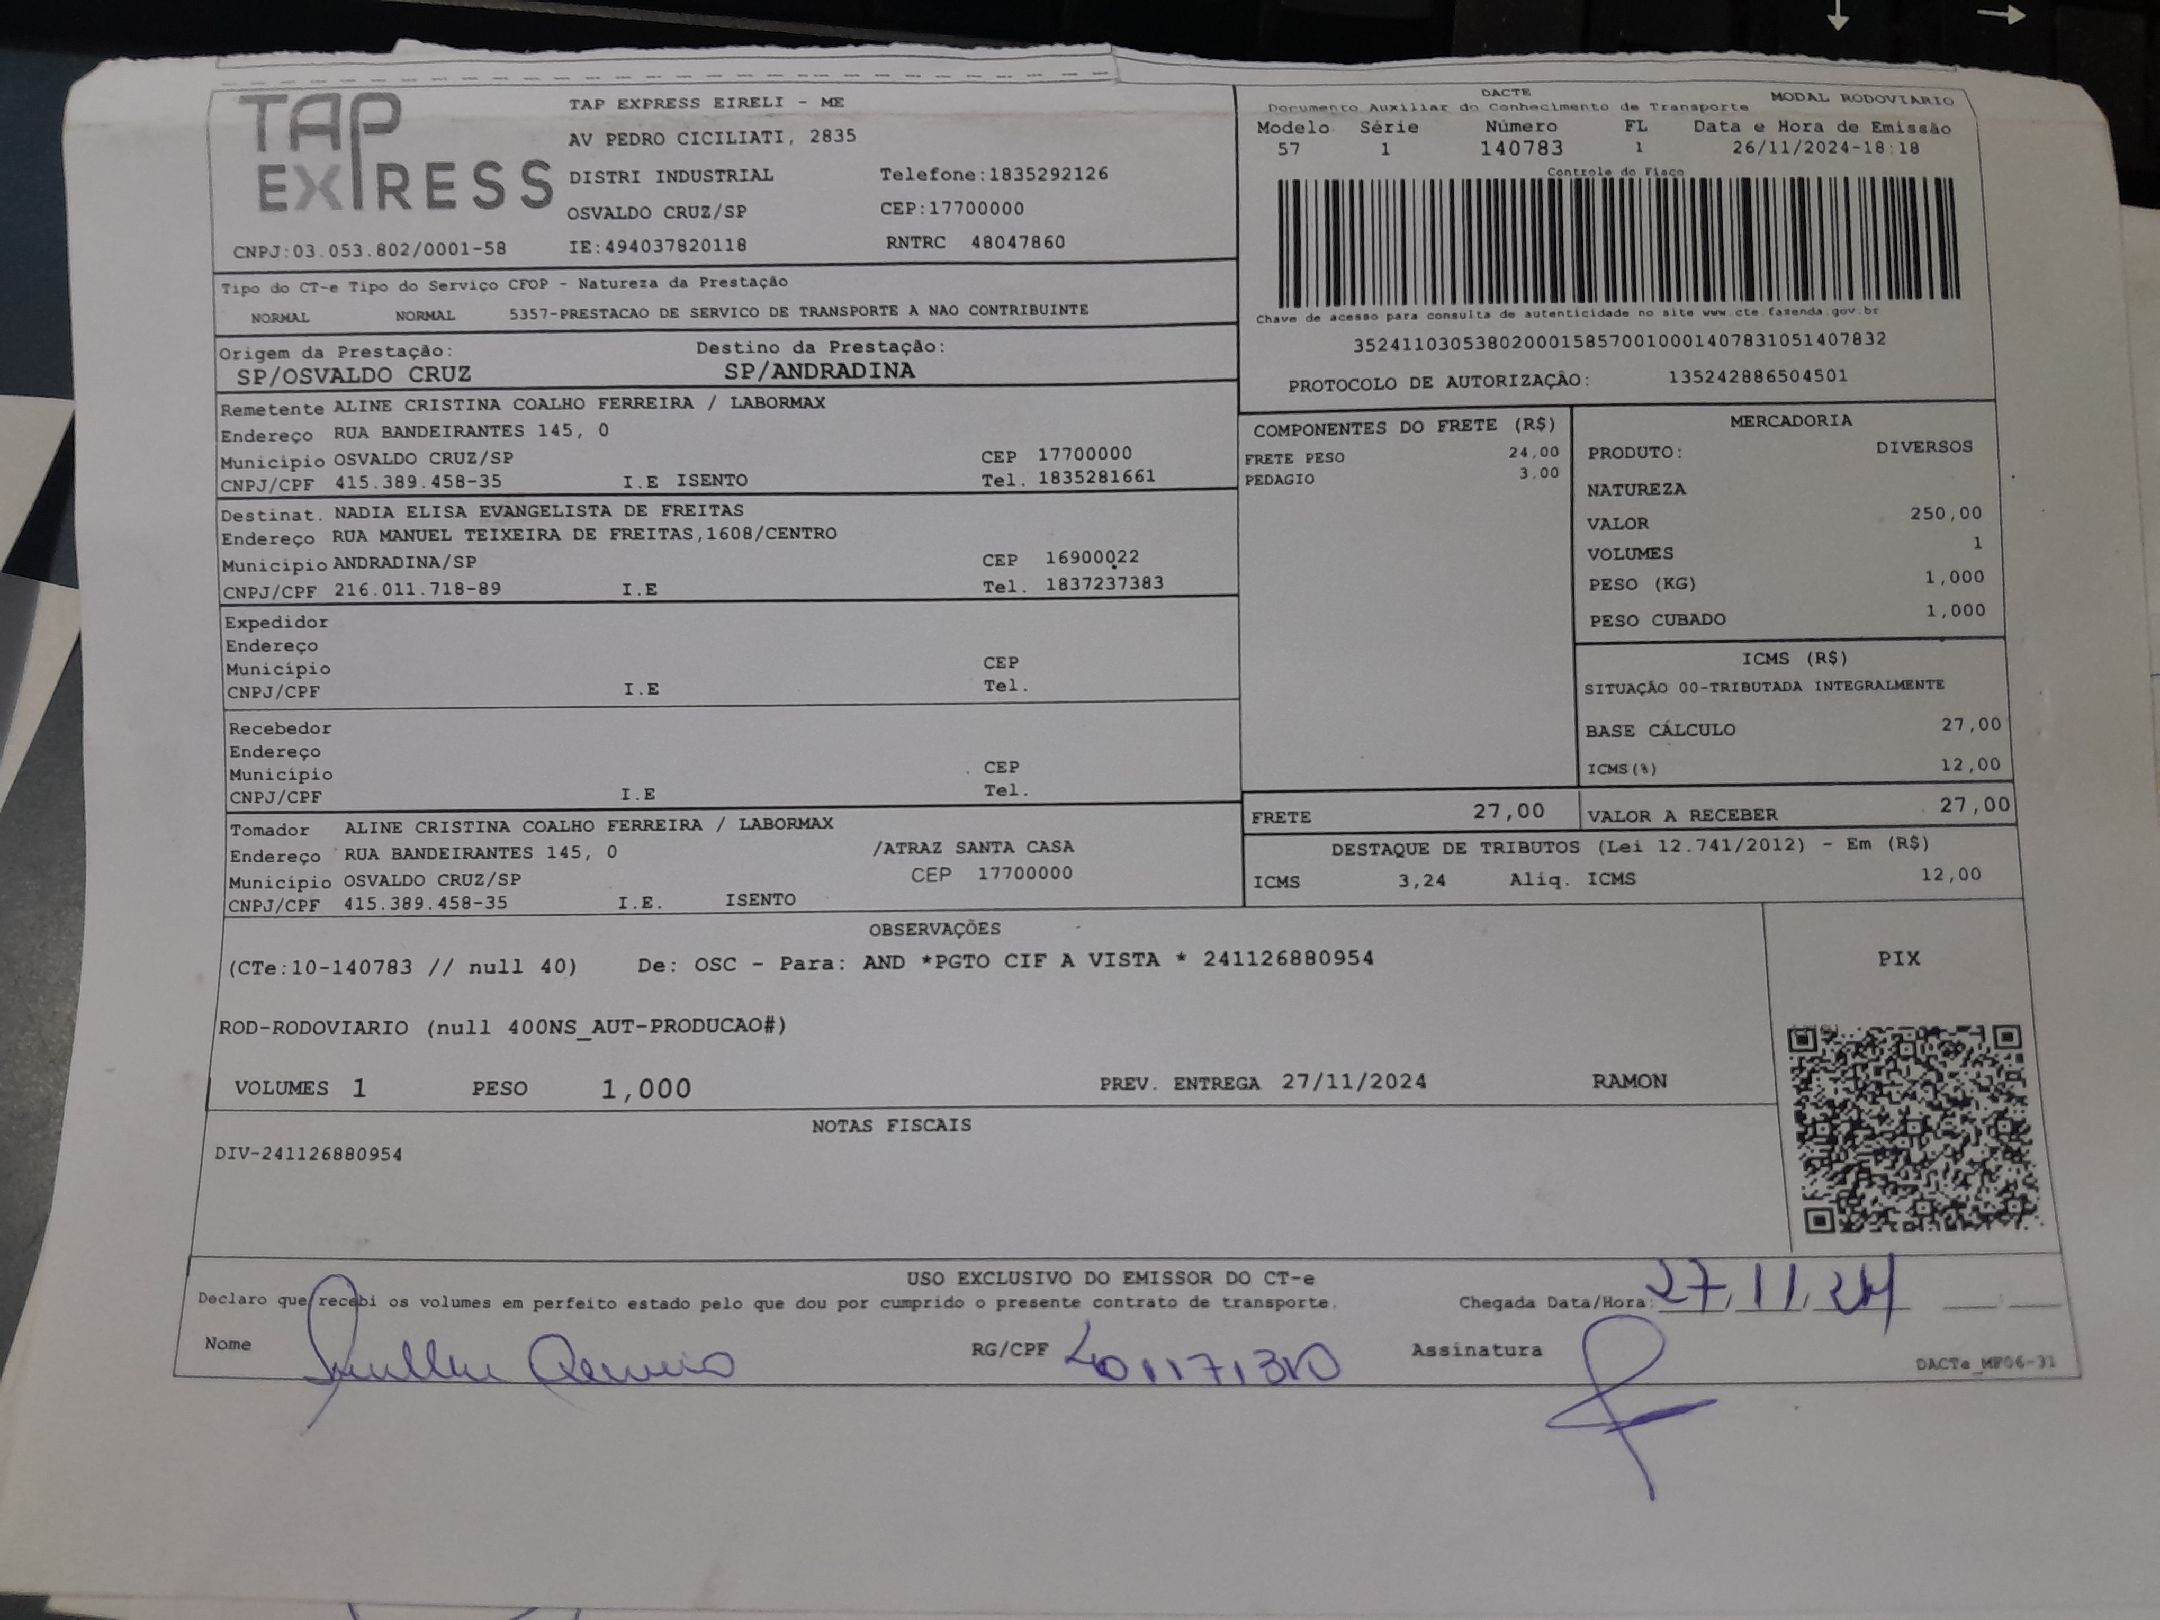 TAP EXPRESS
TAP EXPRESS EIRELI - ME
AV PEDRO CICILIATI, 2835
DISTRI INDUSTRIAL Telefone:1835292126
OSVALDO CRUZ/SP CEP:17700000
CNPJ:03.053.802/0001-58 IE:494037820118 RNTRC 48047860
DACTE
Documento Auxiliar do Conhecimento de Transporte MODAL RODOVIARIO
Modelo Série Número FL Data e Hora de Emissão
57 1 140783 1 26/11/2024-18:18
Controle do Fisco
Chave de acesso para consulta de autenticidade no site www.cte.fazenda.gov.br
35241103053802000158570010001407831051407832
PROTOCOLO DE AUTORIZAÇÃO: 135242886504501
Tipo do CT-e Tipo do Serviço CFOP - Natureza da Prestação
NORMAL NORMAL 5357-PRESTACAO DE SERVICO DE TRANSPORTE A NAO CONTRIBUINTE
Origem da Prestação: Destino da Prestação:
SP/OSVALDO CRUZ SP/ANDRADINA
Remetente ALINE CRISTINA COALHO FERREIRA / LABORMAX
Endereço RUA BANDEIRANTES 145, 0
Município OSVALDO CRUZ/SP CEP 17700000
CNPJ/CPF 415.389.458-35 I.E ISENTO Tel. 1835281661
Destinat. NADIA ELISA EVANGELISTA DE FREITAS
Endereço RUA MANUEL TEIXEIRA DE FREITAS,1608/CENTRO
Município ANDRADINA/SP CEP 16900022
CNPJ/CPF 216.011.718-89 I.E Tel. 1837237383
Expedidor
Endereço
Município CEP
CNPJ/CPF I.E Tel.
Recebedor
Endereço
Município CEP
CNPJ/CPF I.E Tel.
Tomador ALINE CRISTINA COALHO FERREIRA / LABORMAX
Endereço RUA BANDEIRANTES 145, 0 /ATRAZ SANTA CASA
Município OSVALDO CRUZ/SP CEP 17700000
CNPJ/CPF 415.389.458-35 I.E. ISENTO
COMPONENTES DO FRETE (R$)
FRETE PESO 24,00
PEDAGIO 3,00
MERCADORIA
PRODUTO: DIVERSOS
NATUREZA
VALOR 250,00
VOLUMES 1
PESO (KG) 1,000
PESO CUBADO 1,000
ICMS (R$)
SITUAÇÃO 00-TRIBUTADA INTEGRALMENTE
BASE CÁLCULO 27,00
ICMS(%) 12,00
FRETE 27,00 VALOR A RECEBER 27,00
DESTAQUE DE TRIBUTOS (Lei 12.741/2012) - Em (R$)
ICMS 3,24 Aliq. ICMS 12,00
OBSERVAÇÕES
(CTe:10-140783 // null 40) De: OSC - Para: AND *PGTO CIF A VISTA * 241126880954
ROD-RODOVIARIO (null 400NS_AUT-PRODUCAO#)
VOLUMES 1 PESO 1,000 PREV. ENTREGA 27/11/2024 RAMON
PIX
NOTAS FISCAIS
DIV-241126880954
USO EXCLUSIVO DO EMISSOR DO CT-e
Declaro que recebi os volumes em perfeito estado pelo que dou por cumprido o presente contrato de transporte. Chegada Data/Hora: 27/11/24
Nome RG/CPF 401171310 Assinatura
DACTe_MF06-31